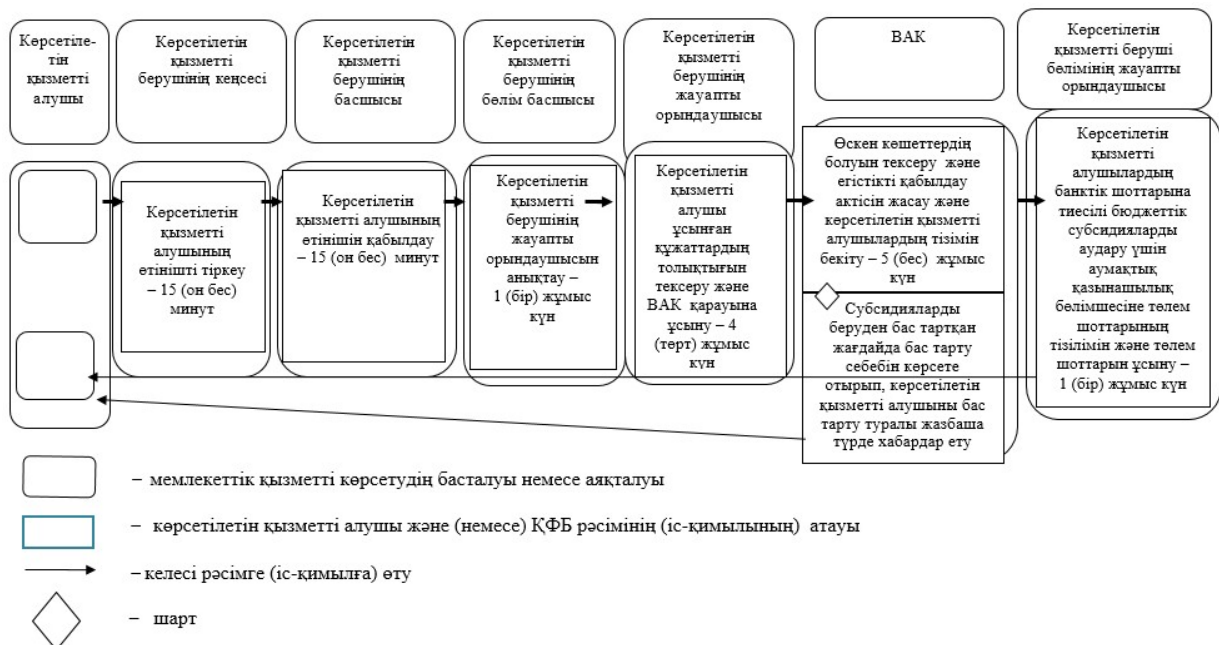 Көрсетіле-
тін
қызметті
алушы
Көрсетілетін
қызметті
берушінің кеңсесі
Көрсетілетін
қызметті
берушінің
басшысы
Көрсетілетін
қызметті
берушінің
бөлім басшысы
Көрсетілетін
қызметті
берушінің
жауапты
орындаушысы
ВАК
Көрсетілетін
қызметті беруші
бөлімінің жауапты
орындаушысы
Көрсетілетін
қызметті
алушының
өтінішті тіркеу
– 15 (он бес)
минут
Көрсетілетін
қызметті алушының
өтінішін қабылдау
– 15 (он бес) минут
Көрсетілетін
қызметті
берушінің
жауапты
орындаушысын
анықтау –
1 (бір) жұмыс
күн
Көрсетілетін
қызметті
алушы
ұсынған
құжаттардың
толықтығын
тексеру және
ВАК қарауына
ұсыну – 4
(төрт) жұмыс
күн
Өскен көшеттердің
болуын тексеру және
егістікті қабылдау
актісін жасау және
көрсетілетін қызметті
алушылардың тізімін
бекіту – 5 (бес) жұмыс
күн
Субсидияларды
беруден бас тартқан
жағдайда бас тарту
себебін көрсете
отырып, көрсетілетін
қызметті алушыны бас
тарту туралы жазбаша
түрде хабардар ету
Көрсетілетін
қызметті
алушылардың
банктік шоттарына
тиесілі бюджеттік
субсидияларды
аудару үшін
аумақтық
қазынашылық
бөлімшесіне төлем
шоттарының
тізілімін және төлем
шоттарын ұсыну –
1 (бір) жұмыс күн
– мемлекеттік қызметті көрсетудің басталуы немесе аяқталуы
– көрсетілетін қызметті алушы және (немесе) ҚФБ рәсімінің (іс-қимылының) атауы
– келесі рәсімге (іс-қимылға) өту
– шарт